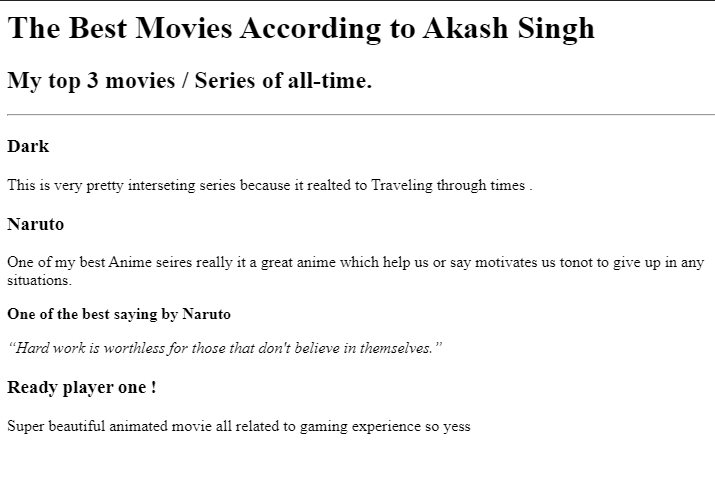 The Best Movies According to Akash Singh
My top 3 movies / Series of all-time.
Dark
This is very pretty interseting series because it realted to Traveling through times .
Naruto
One of my best Anime seires really it a great anime which help us or say motivates us tonot to give up in any
situations.
One of the best saying by Naruto
“Hard work is worthless for those that don't believe in themselves.”
Ready player one !
Super beautiful animated movie all related to gaming experience so yess